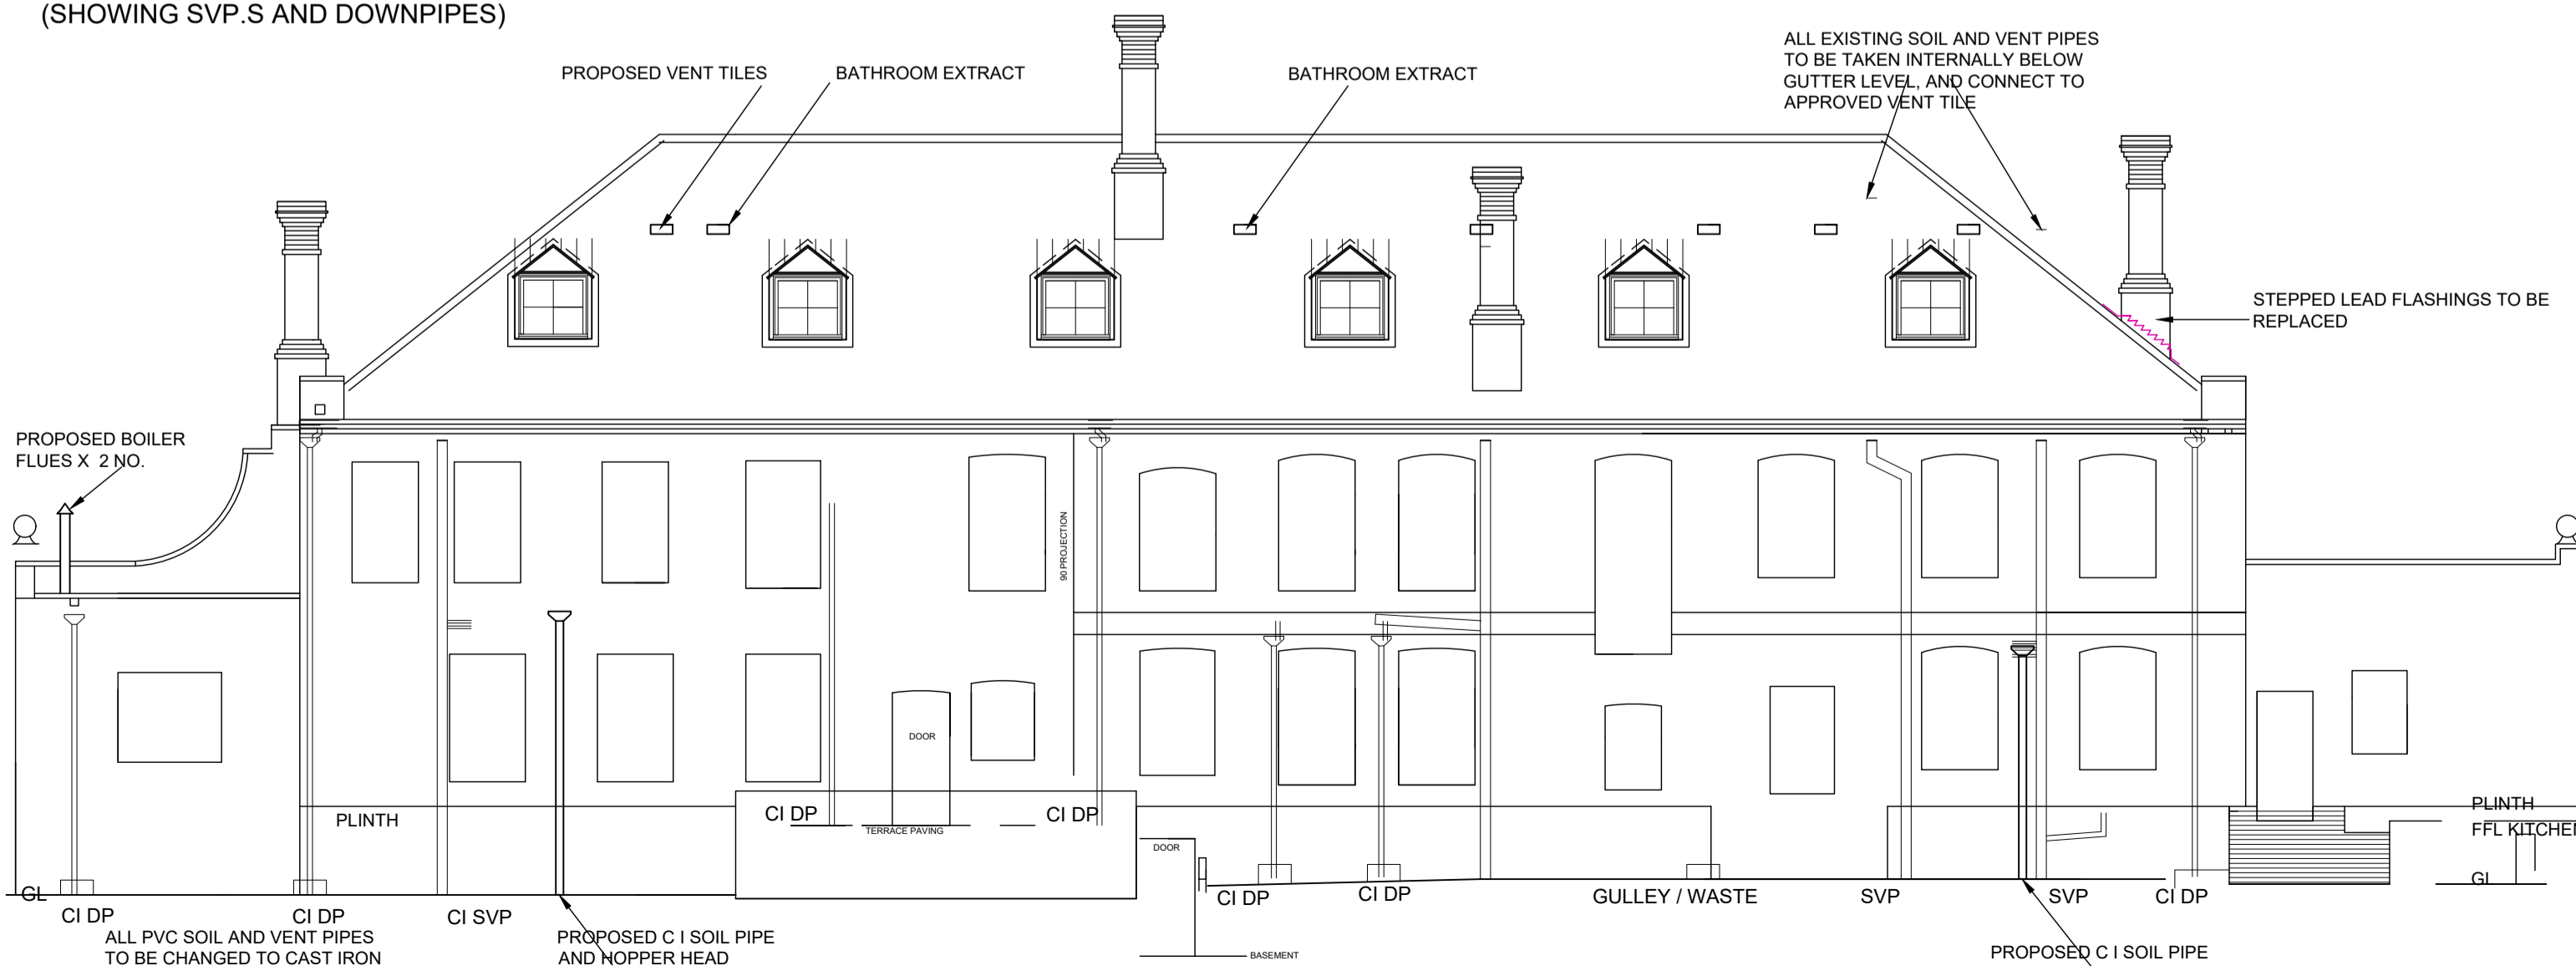 (SHOWING SVP.S AND DOWNPIPES)
PROPOSED VENT TILES
BATHROOM EXTRACT
BATHROOM EXTRACT
ALL EXISTING SOIL AND VENT PIPES
TO BE TAKEN INTERNALLY BELOW
GUTTER LEVEL, AND CONNECT TO
APPROVED VENT TILE
STEPPED LEAD FLASHINGS TO BE
REPLACED
PROPOSED BOILER
FLUES X 2 NO.
90 PROJECTION
DOOR
CI DP
CI DP
TERRACE PAVING
PLINTH
PLINTH
FFL KITCHEN
DOOR
GL
GL
CI DP
CI DP
CI SVP
CI DP
CI DP
GULLEY / WASTE
SVP
SVP
CI DP
ALL PVC SOIL AND VENT PIPES
TO BE CHANGED TO CAST IRON
PROPOSED C I SOIL PIPE
AND HOPPER HEAD
BASEMENT
PROPOSED C I SOIL PIPE